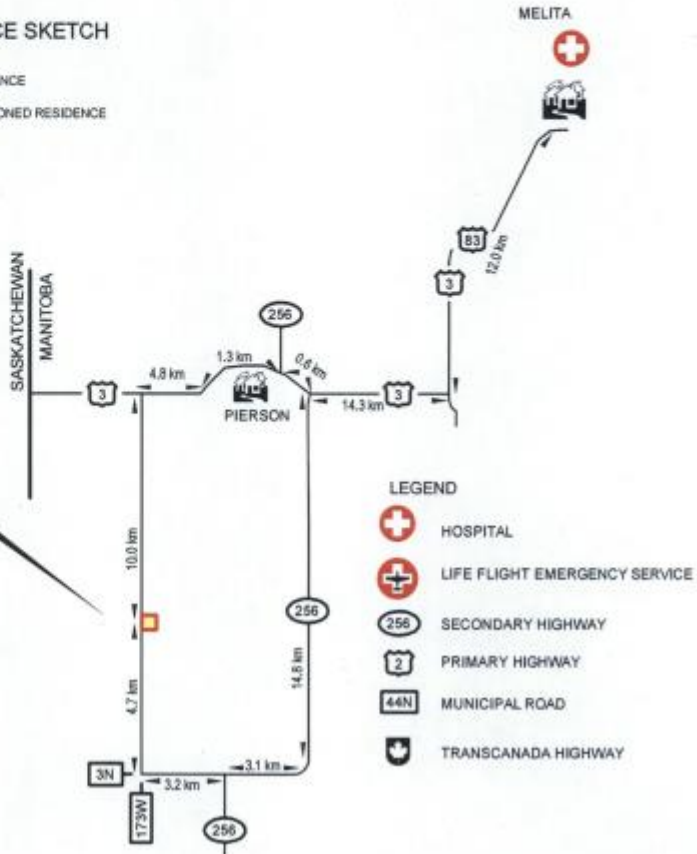 CE SKETCH
NCE
ONED RESIDENCE
MELITA
83
3
12.0 km
SASKATCHEWAN
MANITOBA
256
1.3 km
0.6 km
4.8 km
3
PIERSON
14.3 km
3
10.0 km
4.7 km
256
14.8 km
3N
3.2 km
3.1 km
173W
256
LEGEND
HOSPITAL
LIFE FLIGHT EMERGENCY SERVICE
256 SECONDARY HIGHWAY
2 PRIMARY HIGHWAY
44N MUNICIPAL ROAD
TRANSCANADA HIGHWAY